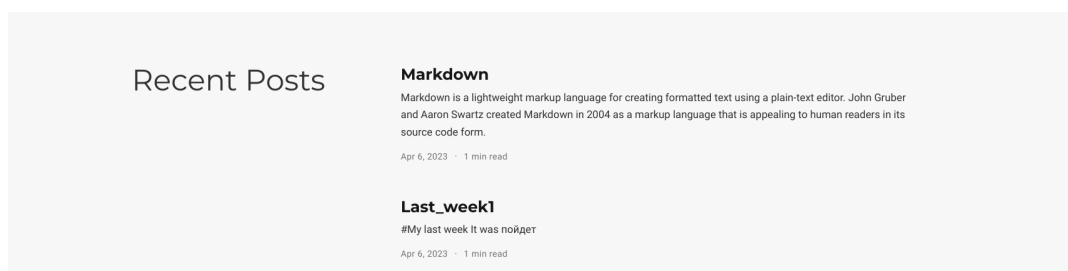 Recent Posts
Markdown
Markdown is a lightweight markup language for creating formatted text using a plain-text editor. John Gruber
and Aaron Swartz created Markdown in 2004 as a markup language that is appealing to human readers in its
source code form.
Apr 6, 2023 · 1 min read
Last_week1
#My last week It was пойдет
Apr 6, 2023 · 1 min read